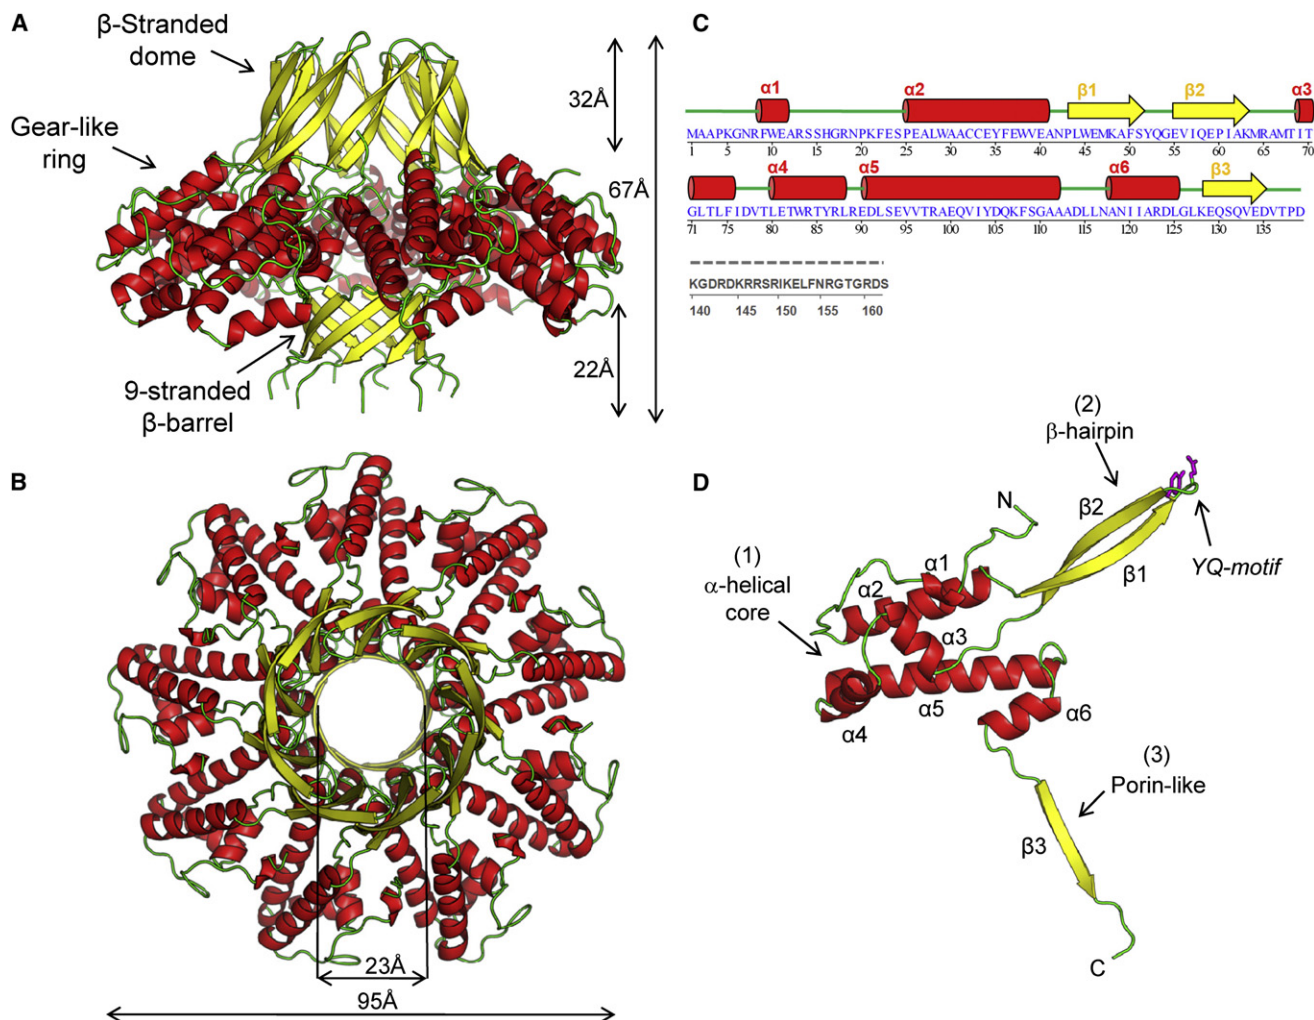 A
β-Stranded
dome
Gear-like
ring
9-stranded
β-barrel
32Å
67Å
22Å
B
23Å
95Å
C
α1 α2 β1 β2 α3
MAAPKGNRFWEARSSHGRNPKFESPEALWAACCEYFEWVEANPLWEMKAFSYQGEVIQEPIAKMRAMTIT
1 5 10 15 20 25 30 35 40 45 50 55 60 65 70
α4 α5 α6 β3
GLTLFIDVTLETWRTYRLREDLSEVVTRAEQVIYDQKFSGAAADLLNANIIARDLGLKEQSQVEDVTPD
71 75 80 85 90 95 100 105 110 115 120 125 130 135
KGDRDKRRSRIKELFNRGTGRDS
140 145 150 155 160
D
(2)
β-hairpin
N
β2
β1
YQ-motif
(1)
α-helical
core
α1
α2
α3
α4
α5
α6
(3)
Porin-like
β3
C